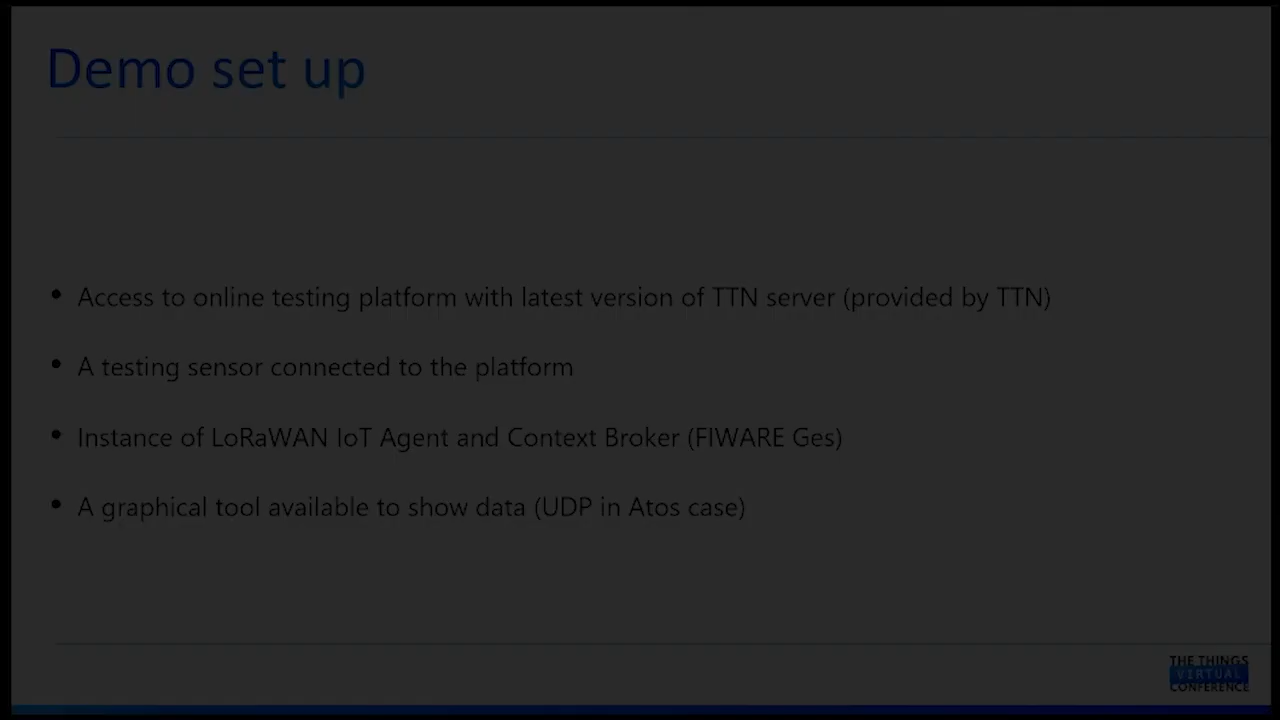 Demo set up
• Access to online testing platform with latest version of TTN server (provided by TTN)
• A testing sensor connected to the platform
• Instance of LoRaWAN IoT Agent and Context Broker (FIWARE Ges)
• A graphical tool available to show data (UDP in Atos case)
THE THINGS
VIRTUAL
CONFERENCE